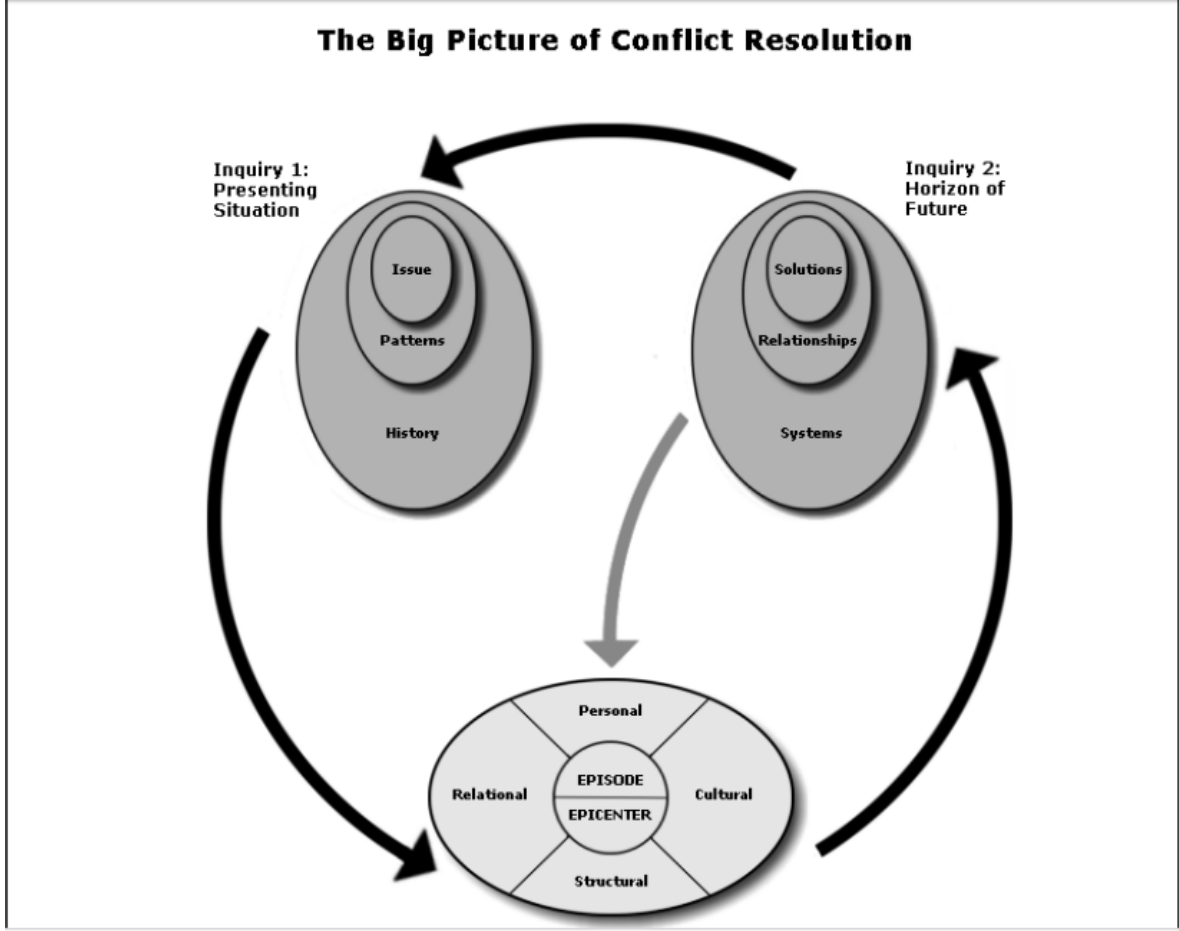 The Big Picture of Conflict Resolution
Inquiry 1:
Presenting
Situation
Inquiry 2:
Horizon of
Future
Issue
Patterns
History
Solutions
Relationships
Systems
Personal
Relational
EPISODE
EPICENTER
Cultural
Structural